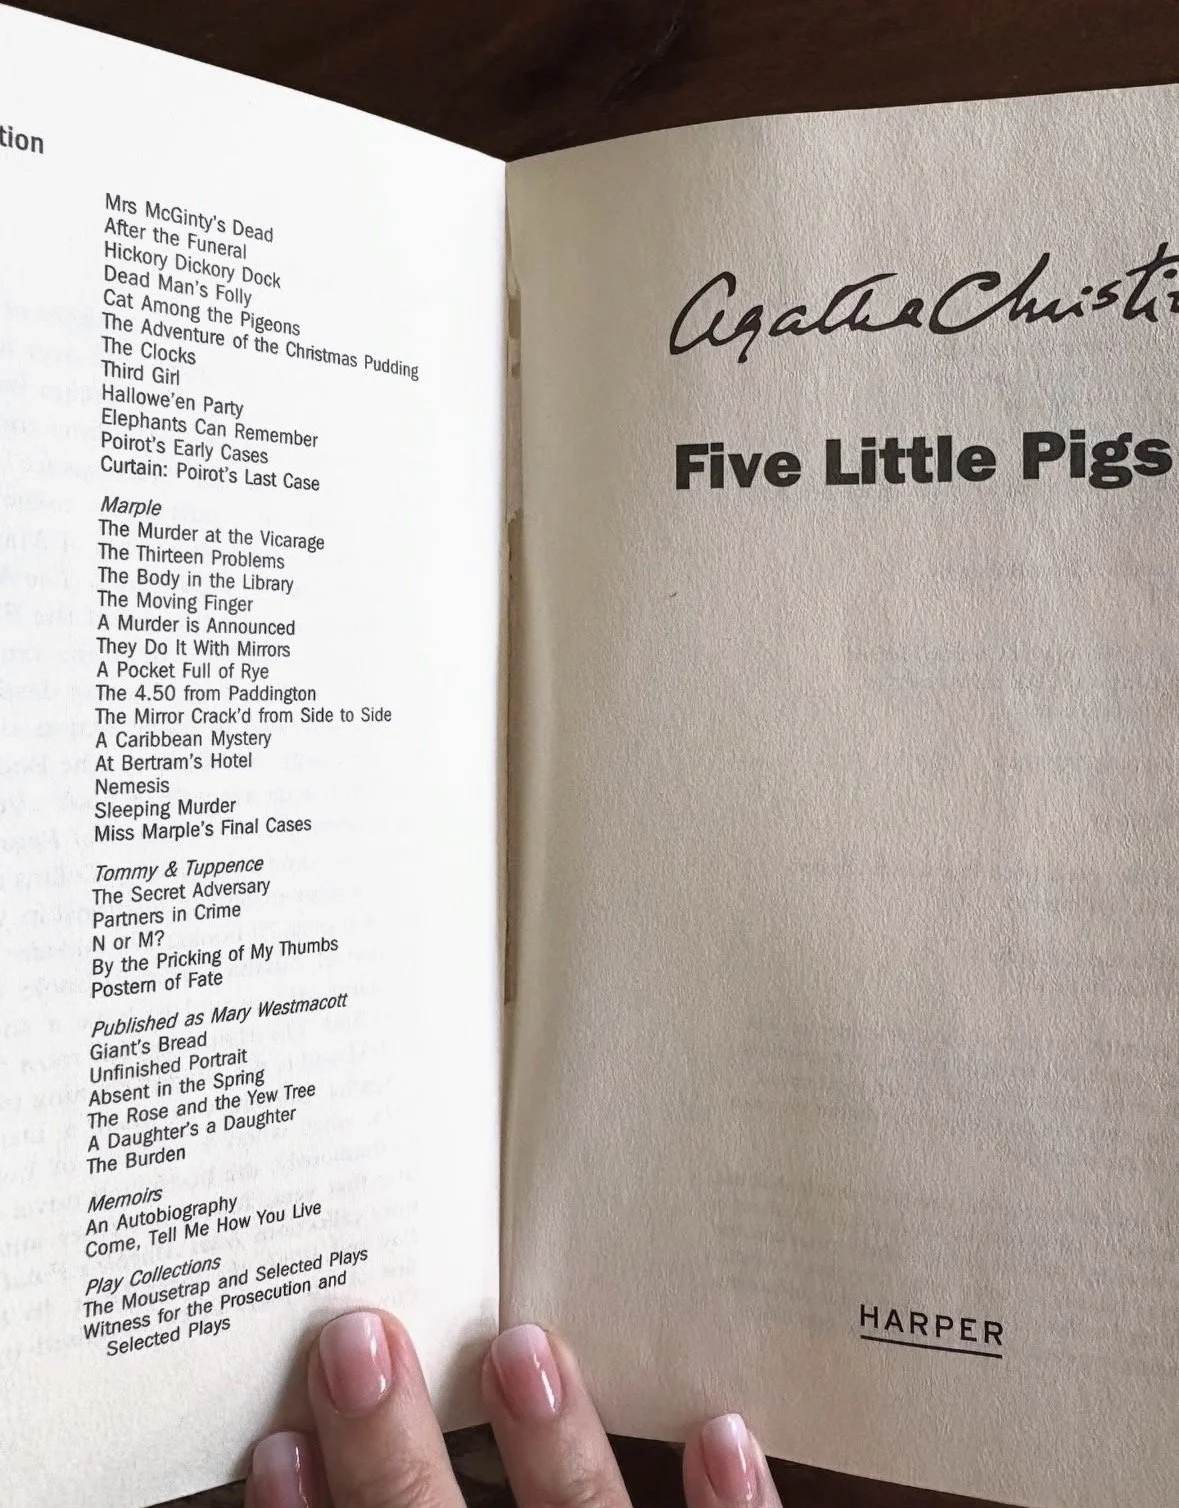 tion
Mrs McGinty's Dead
After the Funeral
Hickory Dickory Dock
Dead Man's Folly
Cat Among the Pigeons
The Adventure of the Christmas Pudding
The Clocks
Third Girl
Hallowe'en Party
Elephants Can Remember
Poirot's Early Cases
Curtain: Poirot's Last Case
Marple
The Murder at the Vicarage
The Thirteen Problems
The Body in the Library
The Moving Finger
A Murder is Announced
They Do It With Mirrors
A Pocket Full of Rye
The 4.50 from Paddington
The Mirror Crack'd from Side to Side
A Caribbean Mystery
At Bertram's Hotel
Nemesis
Sleeping Murder
Miss Marple's Final Cases
Tommy & Tuppence
The Secret Adversary
Partners in Crime
N or M?
By the Pricking of My Thumbs
Postern of Fate
Published as Mary Westmacott
Giant's Bread
Unfinished Portrait
Absent in the Spring
The Rose and the Yew Tree
A Daughter's a Daughter
The Burden
Memoirs
An Autobiography
Come, Tell Me How You Live
Play Collections
The Mousetrap and Selected Plays
Witness for the Prosecution and
Selected Plays
Agatha Christi
Five Little Pigs
HARPER